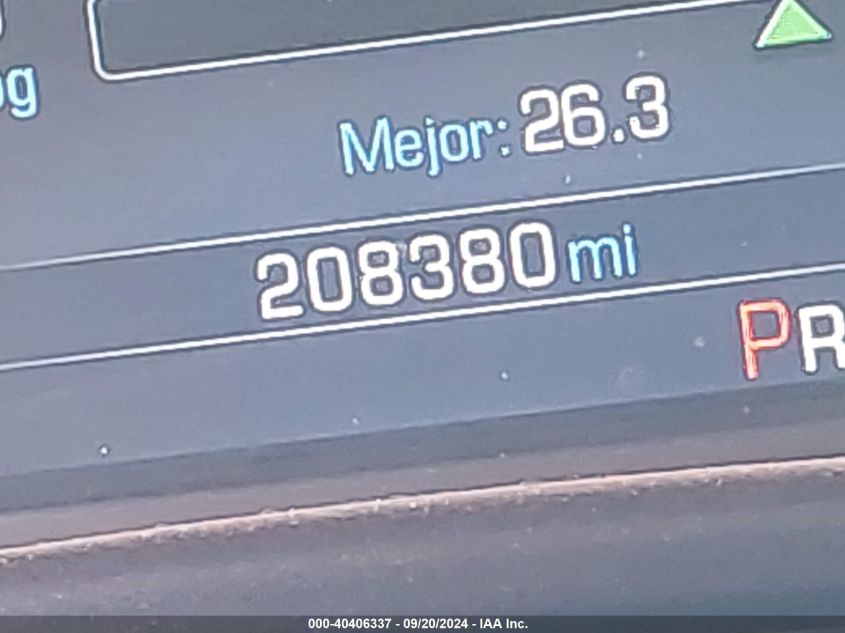 Mejor: 26.3
208380 mi
PR
000-40406337 - 09/20/2024 - IAA Inc.